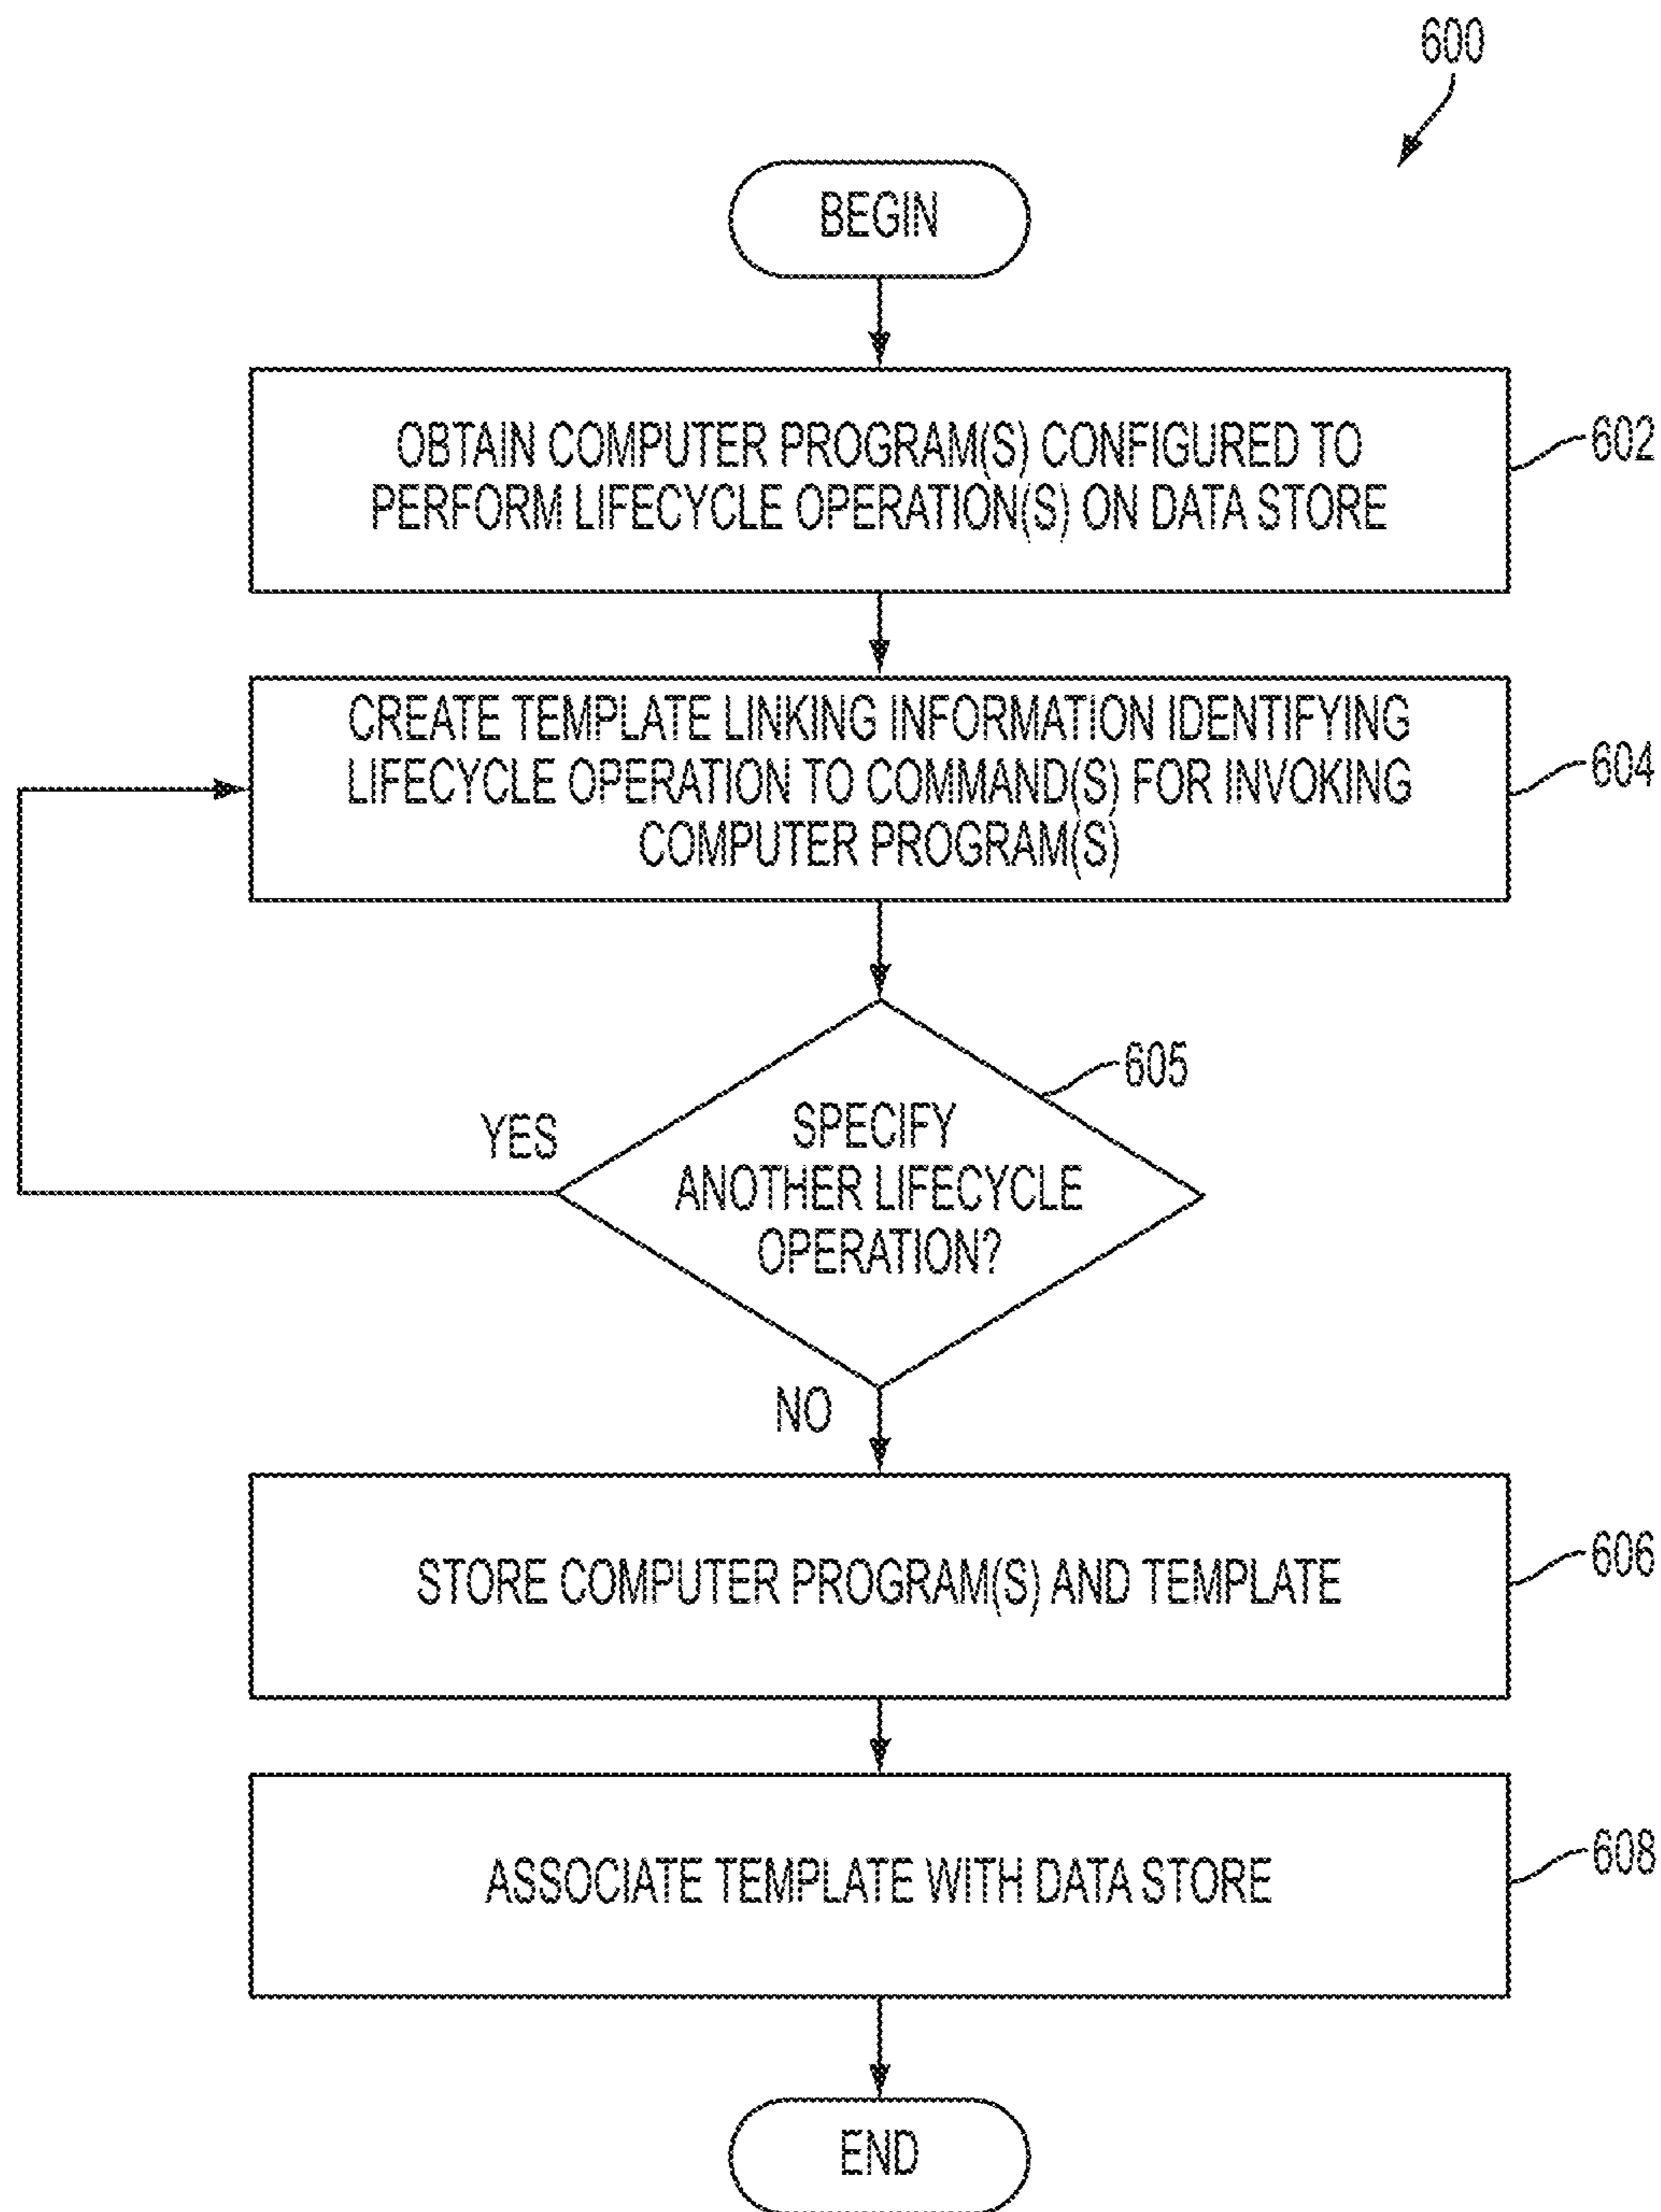 600
BEGIN
OBTAIN COMPUTER PROGRAM(S) CONFIGURED TO
PERFORM LIFECYCLE OPERATION(S) ON DATA STORE
602
CREATE TEMPLATE LINKING INFORMATION IDENTIFYING
LIFECYCLE OPERATION TO COMMAND(S) FOR INVOKING
COMPUTER PROGRAM(S)
604
605
YES
SPECIFY
ANOTHER LIFECYCLE
OPERATION?
NO
STORE COMPUTER PROGRAM(S) AND TEMPLATE
606
ASSOCIATE TEMPLATE WITH DATA STORE
608
END